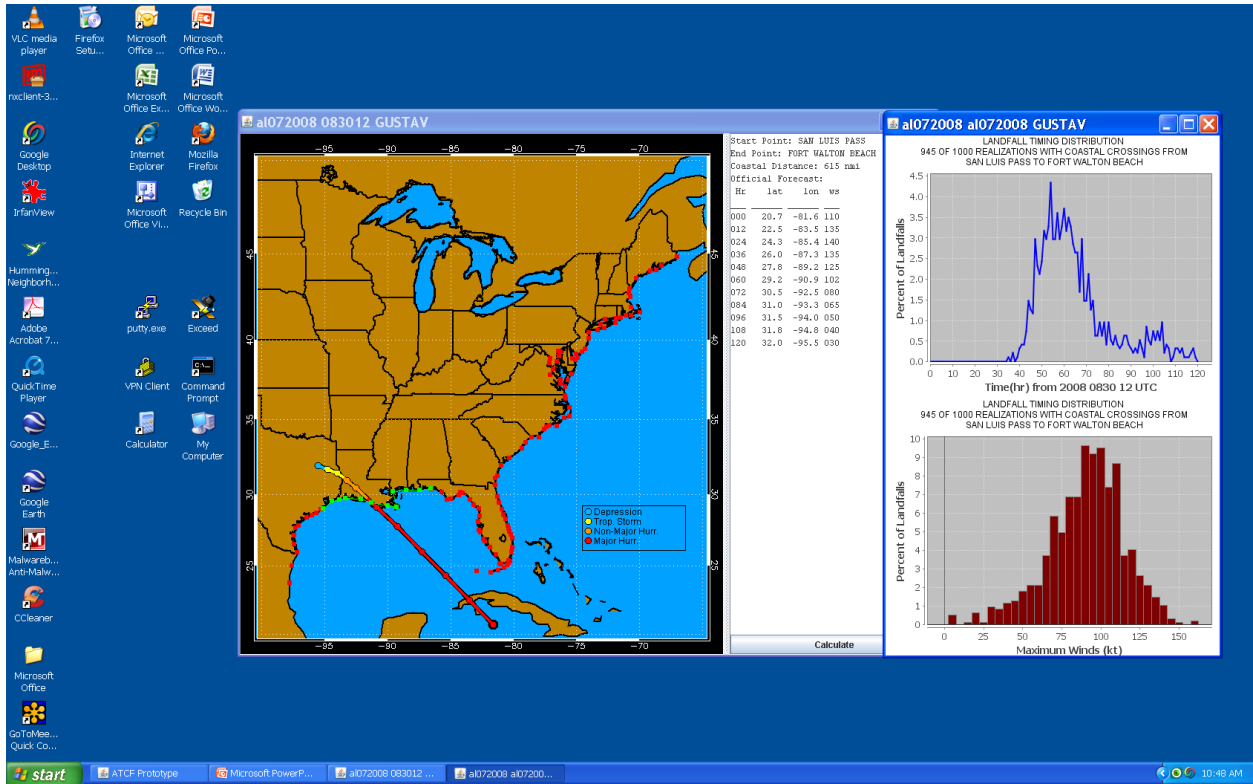 VLC media
player
Firefox
Setu...
Microsoft
Office ...
Microsoft
Office Po...
nxclient-3...
Microsoft
Office Ex...
Microsoft
Office Wo...
Google
Desktop
Internet
Explorer
Mozilla
Firefox
IrfanView
Microsoft
Office Vi...
Recycle Bin
Humming...
Neighborh...
Adobe
Acrobat 7...
putty.exe
Exceed
QuickTime
Player
VPN Client
Command
Prompt
Google_E...
Calculator
My
Computer
Google
Earth
Malwareb...
Anti-Malw...
CCleaner
Microsoft
Office
GoToMee...
Quick Co...
al072008 083012 GUSTAV
-95 -90 -85 -80 -75 -70
45 45
40 40
35 35
30 30
25 25
-95 -90 -85 -80 -75 -70
Depression
Trop. Storm
Non-Major Hurr.
Major Hurr.
Start Point: SAN LUIS PASS
End Point: FORT WALTON BEACH
Coastal Distance: 615 nmi
Official Forecast:
Hr lat lon ws
000 20.7 -81.6 110
012 22.5 -83.5 135
024 24.3 -85.4 140
036 26.0 -87.3 135
048 27.8 -89.2 125
060 29.2 -90.9 102
072 30.5 -92.5 080
084 31.0 -93.3 065
096 31.5 -94.0 050
108 31.8 -94.8 040
120 32.0 -95.5 030
Calculate
al072008 al072008 GUSTAV
LANDFALL TIMING DISTRIBUTION
945 OF 1000 REALIZATIONS WITH COASTAL CROSSINGS FROM
SAN LUIS PASS TO FORT WALTON BEACH
Percent of Landfalls
4.5
4.0
3.5
3.0
2.5
2.0
1.5
1.0
0.5
0.0
0 10 20 30 40 50 60 70 80 90 100 110 120
Time(hr) from 2008 0830 12 UTC
LANDFALL TIMING DISTRIBUTION
945 OF 1000 REALIZATIONS WITH COASTAL CROSSINGS FROM
SAN LUIS PASS TO FORT WALTON BEACH
Percent of Landfalls
10
9
8
7
6
5
4
3
2
1
0
0 25 50 75 100 125 150
Maximum Winds (kt)
start
ATCF Prototype
Microsoft PowerP...
al072008 083012 ...
al072008 al07200...
10:48 AM